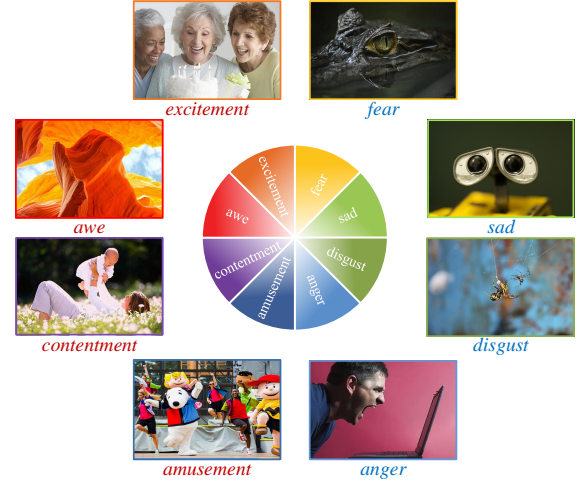 excitement
fear
awe
sad
contentment
disgust
amusement
anger
excitement
fear
awe
sad
contentment
disgust
amusement
anger